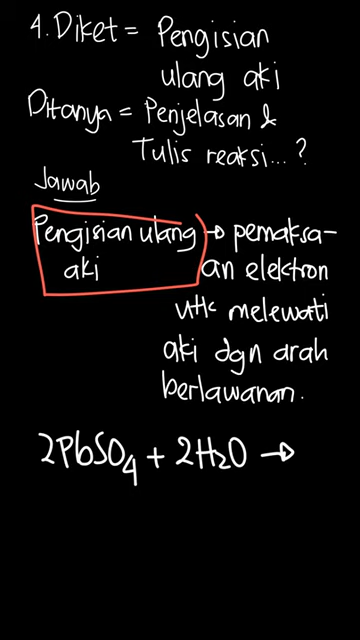 4. Diket = Pengisian
ulang aki
Ditanya = Penjelasan &
Tulis reaksi...?
Jawab
Pengisian ulang → pemaksa-
aki an elektron
utk melewati
aki dgn arah
berlawanan.
2PbSO4 + 2H2O →